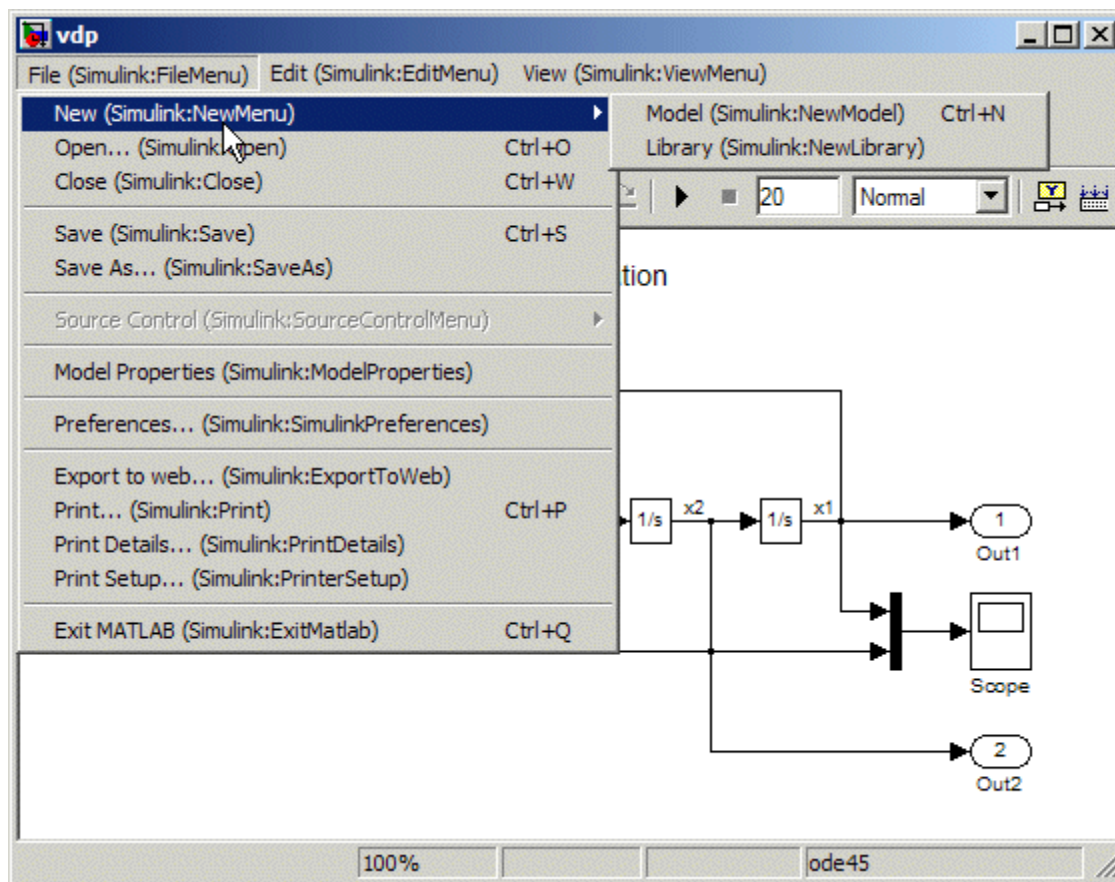 vdp
File (Simulink:FileMenu) Edit (Simulink:EditMenu) View (Simulink:ViewMenu)
New (Simulink:NewMenu)
Model (Simulink:NewModel) Ctrl+N
Library (Simulink:NewLibrary)
Open... (Simulink:Open) Ctrl+O
Close (Simulink:Close) Ctrl+W
20 Normal
Save (Simulink:Save) Ctrl+S
Save As... (Simulink:SaveAs)
tion
Source Control (Simulink:SourceControlMenu)
Model Properties (Simulink:ModelProperties)
Preferences... (Simulink:SimulinkPreferences)
Export to web... (Simulink:ExportToWeb)
Print... (Simulink:Print) Ctrl+P
Print Details... (Simulink:PrintDetails)
Print Setup... (Simulink:PrinterSetup)
Exit MATLAB (Simulink:ExitMatlab) Ctrl+Q
1/s x2 1/s x1 1
Out1
Scope
2
Out2
100% ode45